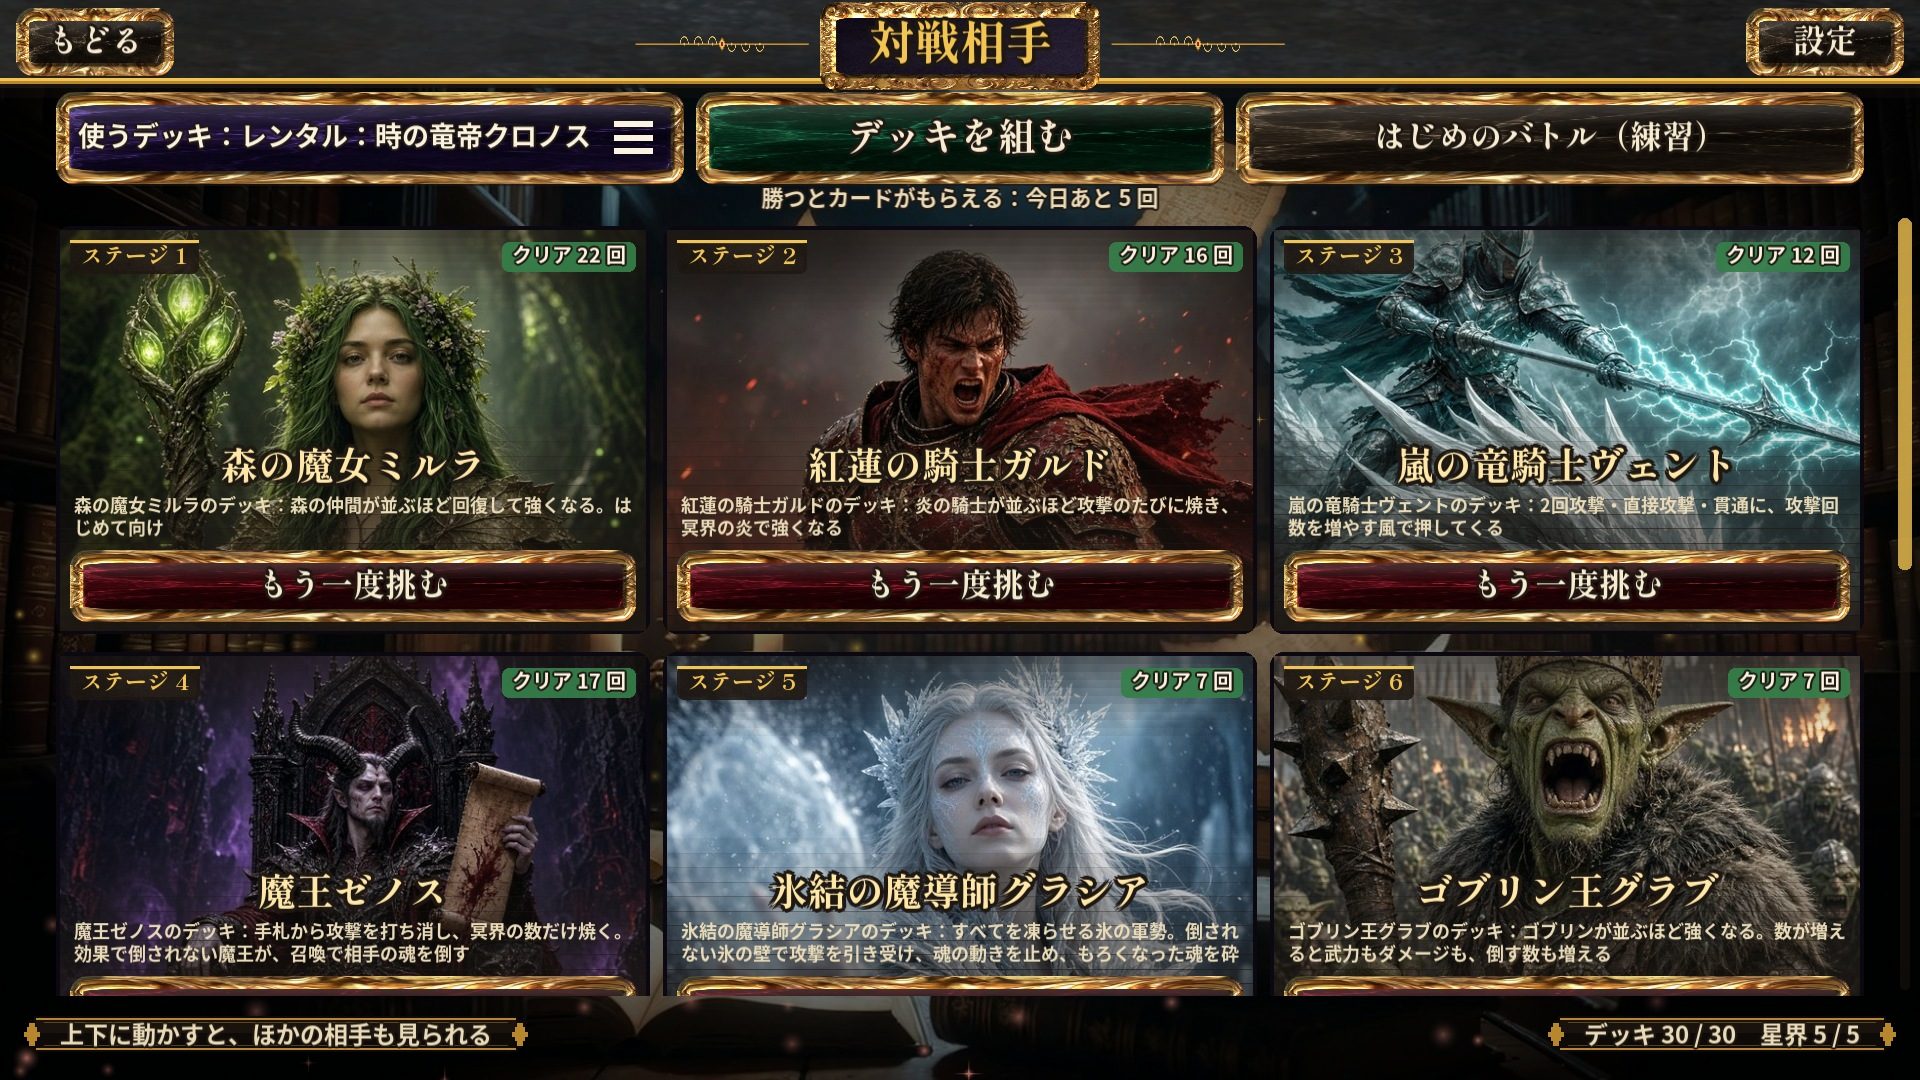 もどる
対戦相手
設定
使うデッキ：レンタル：時の竜帝クロノス
デッキを組む
はじめのバトル（練習）
勝つとカードがもらえる：今日あと 5 回
ステージ 1
クリア 22 回
森の魔女ミルラ
森の魔女ミルラのデッキ：森の仲間が並ぶほど回復して強くなる。は
じめて向け
もう一度挑む
ステージ 2
クリア 16 回
紅蓮の騎士ガルド
紅蓮の騎士ガルドのデッキ：炎の騎士が並ぶほど攻撃のたびに焼き、
冥界の炎で強くなる
もう一度挑む
ステージ 3
クリア 12 回
嵐の竜騎士ヴェント
嵐の竜騎士ヴェントのデッキ：2回攻撃・直接攻撃・貫通に、攻撃回
数を増やす風で押してくる
もう一度挑む
ステージ 4
クリア 17 回
魔王ゼノス
魔王ゼノスのデッキ：手札から攻撃を打ち消し、冥界の数だけ焼く。
効果で倒されない魔王が、召喚で相手の魂を倒す
ステージ 5
クリア 7 回
氷結の魔導師グラシア
氷結の魔導師グラシアのデッキ：すべてを凍らせる氷の軍勢。倒され
ない氷の壁で攻撃を引き受け、魂の動きを止め、もろくなった魂を砕
ステージ 6
クリア 7 回
ゴブリン王グラブ
ゴブリン王グラブのデッキ：ゴブリンが並ぶほど強くなる。数が増え
ると武力もダメージも、倒す数も増える
上下に動かすと、ほかの相手も見られる
デッキ 30 / 30　星界 5 / 5